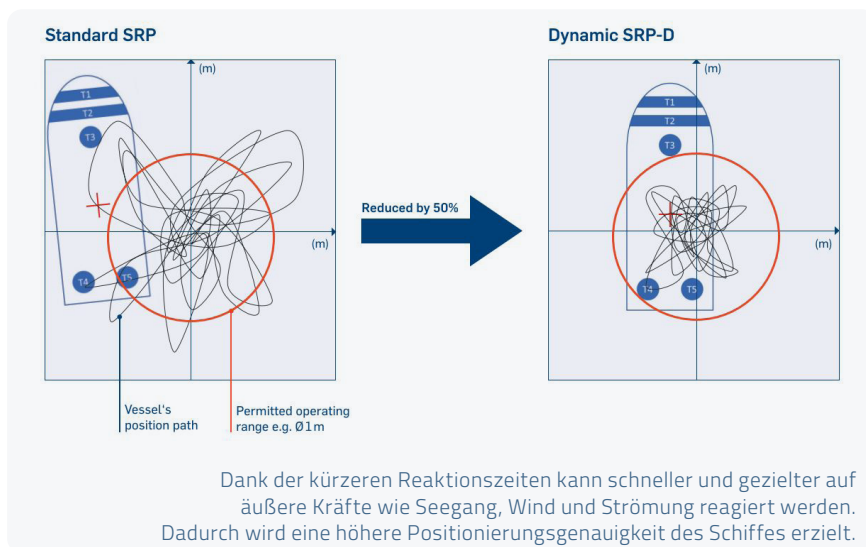 Standard SRP
Dynamic SRP-D
(m)
T1
T2
T3
(m)
T4
T5
Reduced by 50%
(m)
T1
T2
T3
(m)
T4
T5
Vessel's
position path
Permitted operating
range e.g. Ø1m
Dank der kürzeren Reaktionszeiten kann schneller und gezielter auf
äußere Kräfte wie Seegang, Wind und Strömung reagiert werden.
Dadurch wird eine höhere Positionierungsgenauigkeit des Schiffes erzielt.